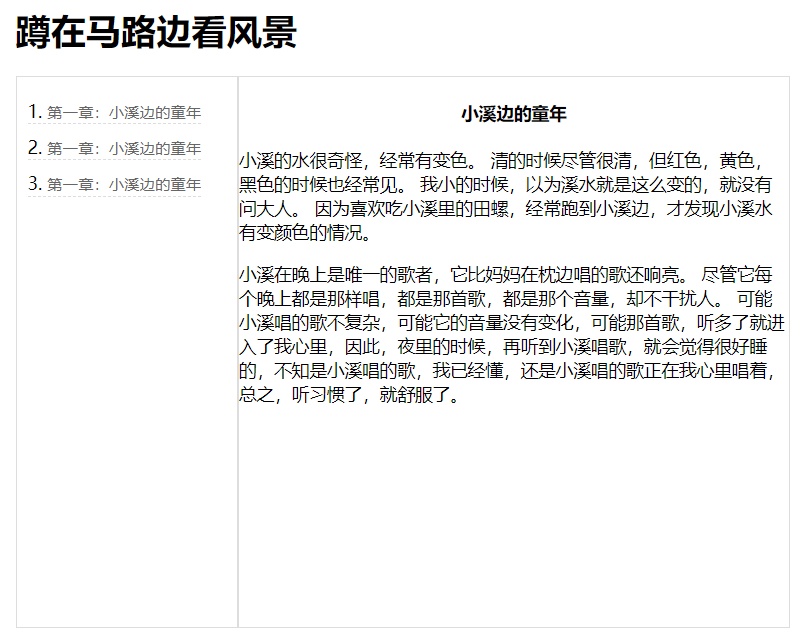 蹲在马路边看风景
1. 第一章：小溪边的童年
2. 第一章：小溪边的童年
3. 第一章：小溪边的童年
小溪边的童年
小溪的水很奇怪，经常有变色。 清的时候尽管很清，但红色，黄色，
黑色的时候也经常见。 我小的时候，以为溪水就是这么变的，就没有
问大人。 因为喜欢吃小溪里的田螺，经常跑到小溪边，才发现小溪水
有变颜色的情况。
小溪在晚上是唯一的歌者，它比妈妈在枕边唱的歌还响亮。 尽管它每
个晚上都是那样唱，都是那首歌，都是那个音量，却不干扰人。 可能
小溪唱的歌不复杂，可能它的音量没有变化，可能那首歌，听多了就进
入了我心里，因此，夜里的时候，再听到小溪唱歌，就会觉得很好睡
的，不知是小溪唱的歌，我已经懂，还是小溪唱的歌正在我心里唱着，
总之，听习惯了，就舒服了。